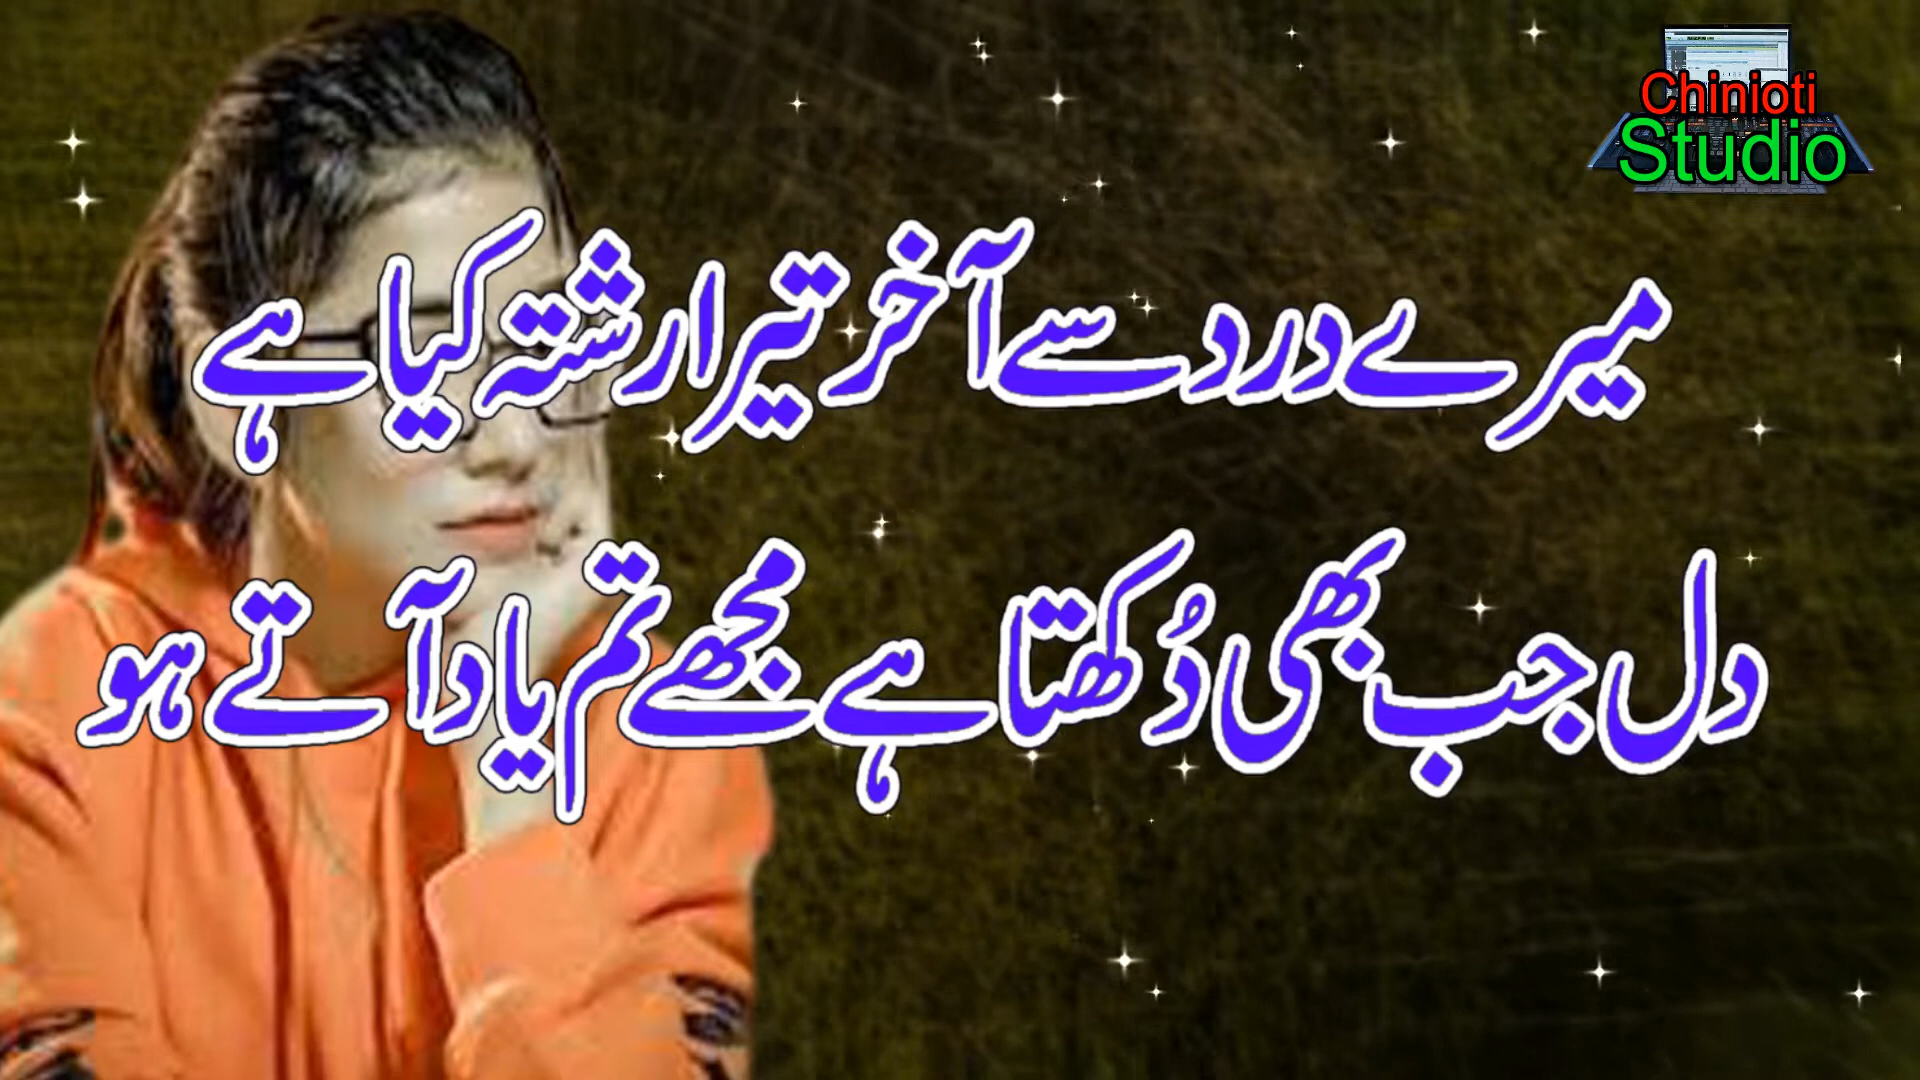 Chinioti
Studio
میرے درد سے آخر تیرا رشتہ کیا ہے
دل جب بھی دُکھتا ہے مجھے تم یاد آتے ہو